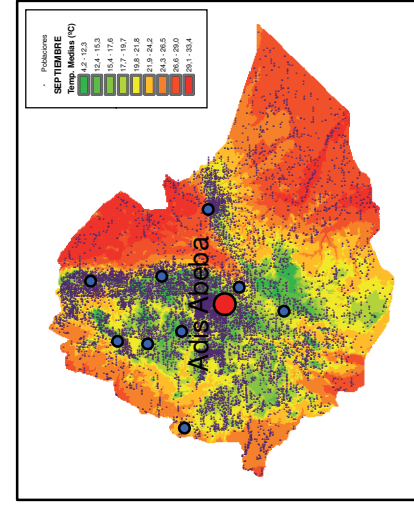 Poblaciones
SEPTIEMBRE
Temp. Medias (ºC)
4,2 - 12,3
12,4 - 15,3
15,4 - 17,6
17,7 - 19,7
19,8 - 21,8
21,9 - 24,2
24,3 - 26,5
26,6 - 29,0
29,1 - 33,4
Adis Abeba